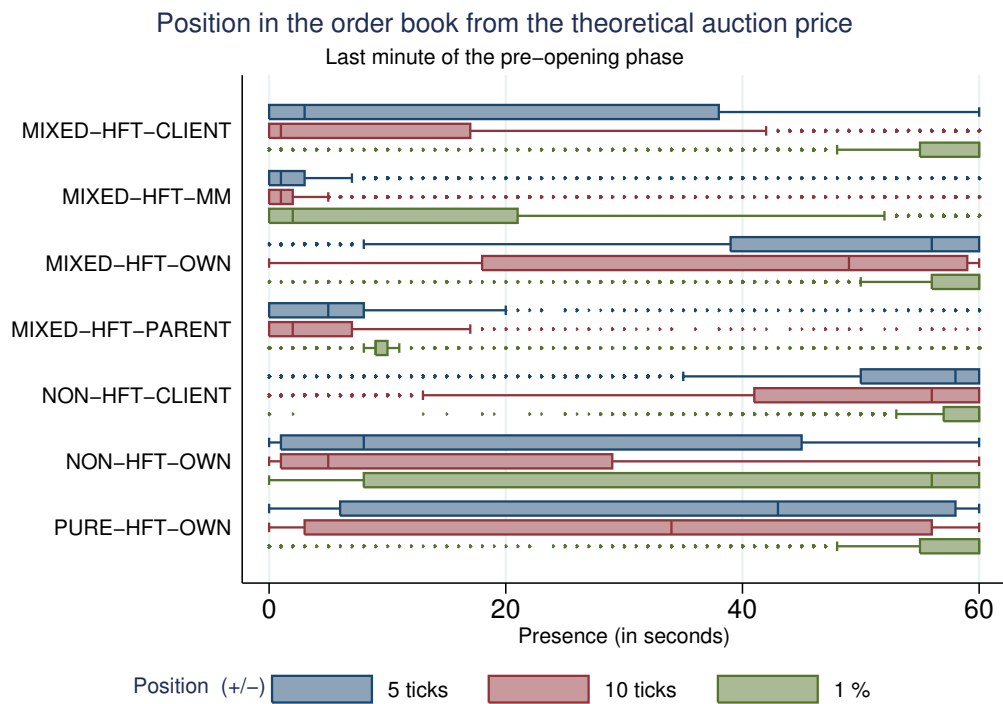 Position in the order book from the theoretical auction price
Last minute of the pre−opening phase
MIXED−HFT−CLIENT
MIXED−HFT−MM
MIXED−HFT−OWN
MIXED−HFT−PARENT
NON−HFT−CLIENT
NON−HFT−OWN
PURE−HFT−OWN
0 20 40 60
Presence (in seconds)
Position (+/−) 5 ticks 10 ticks 1 %